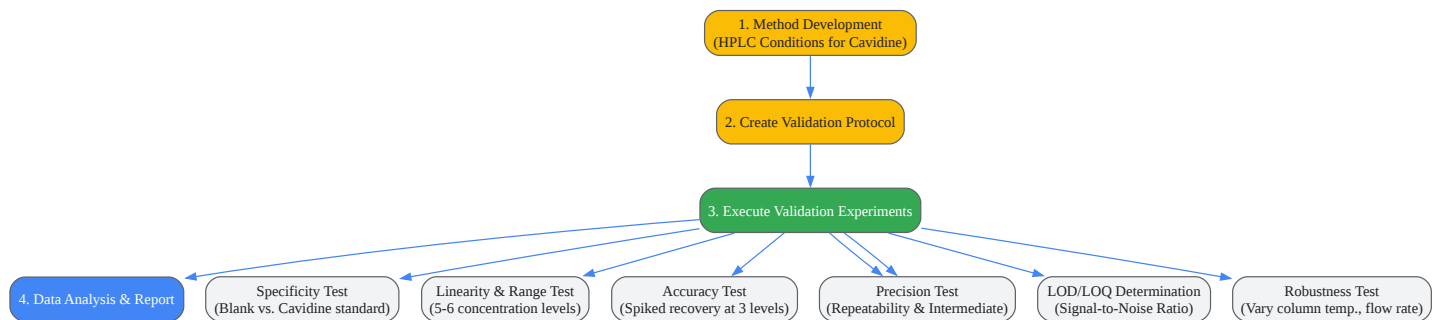 1. Method Development
(HPLC Conditions for Cavidine)
2. Create Validation Protocol
3. Execute Validation Experiments
4. Data Analysis & Report
Specificity Test
(Blank vs. Cavidine standard)
Linearity & Range Test
(5-6 concentration levels)
Accuracy Test
(Spiked recovery at 3 levels)
Precision Test
(Repeatability & Intermediate)
LOD/LOQ Determination
(Signal-to-Noise Ratio)
Robustness Test
(Vary column temp., flow rate)